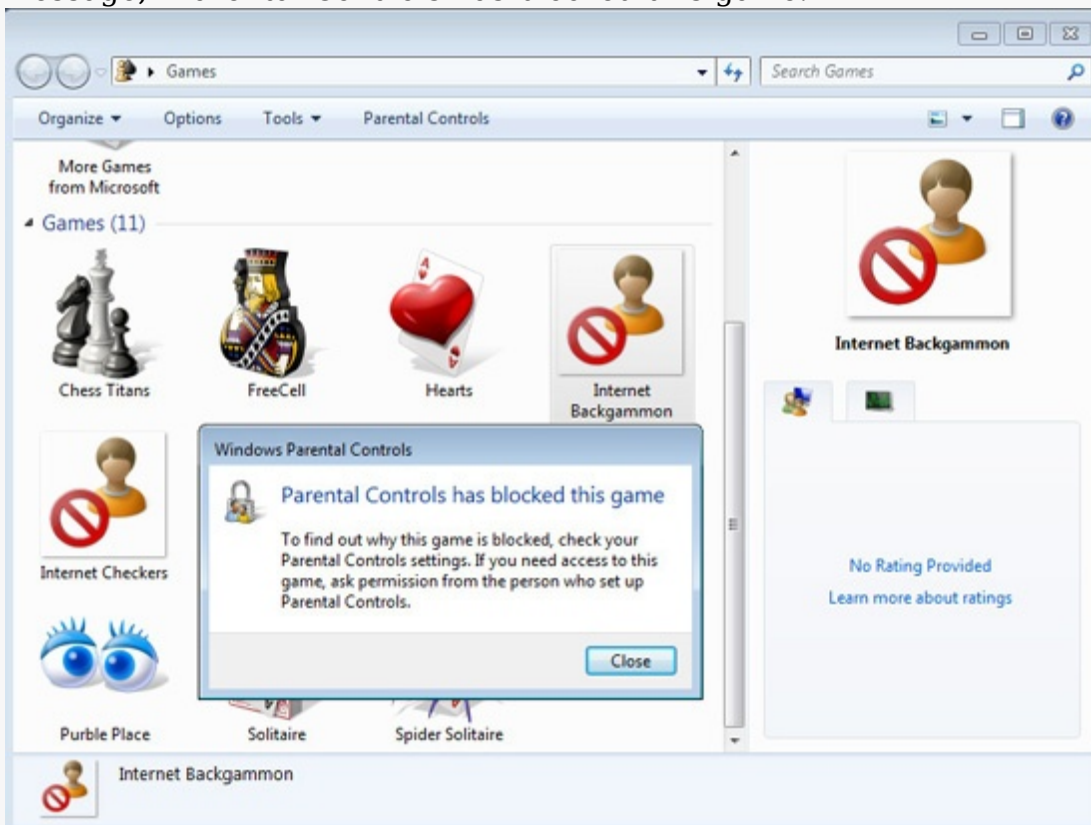 Games
Search Games
Organize
Options
Tools
Parental Controls
More Games
from Microsoft
Games (11)
Chess Titans
FreeCell
Hearts
Internet
Backgammon
Internet Checkers
Windows Parental Controls
Parental Controls has blocked this game
To find out why this game is blocked, check your
Parental Controls settings. If you need access to this
game, ask permission from the person who set up
Parental Controls.
Close
Purble Place
Solitaire
Spider Solitaire
Internet Backgammon
No Rating Provided
Learn more about ratings
Internet Backgammon